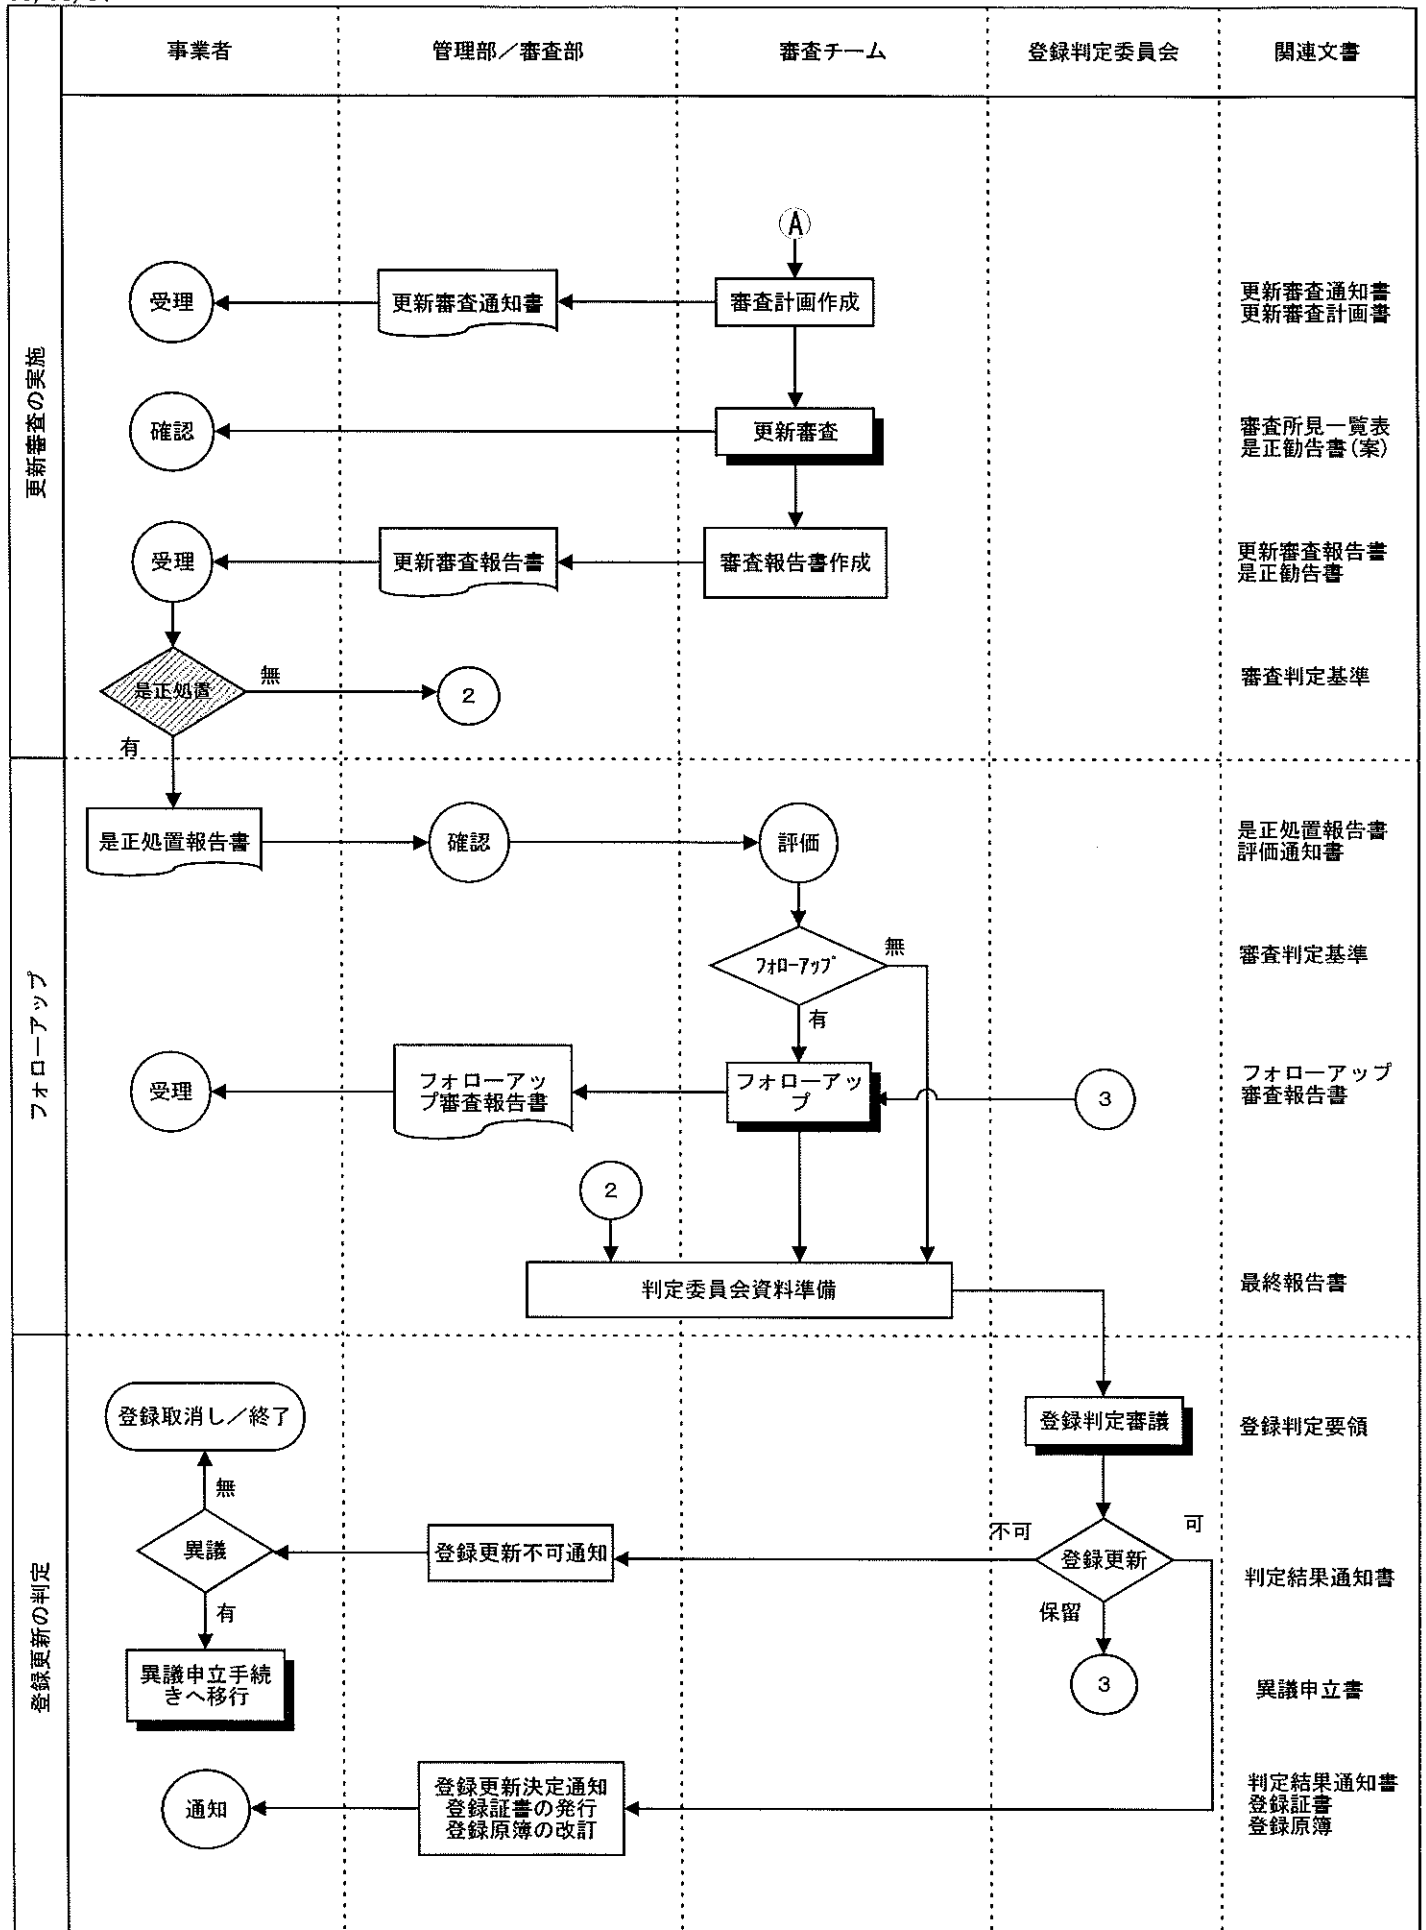 事業者
管理部／審査部
審査チーム
登録判定委員会
関連文書
更新審査の実施
Ⓐ
受理
更新審査通知書
審査計画作成
更新審査通知書
更新審査計画書
確認
更新審査
審査所見一覧表
是正勧告書(案)
受理
更新審査報告書
審査報告書作成
更新審査報告書
是正勧告書
是正処置
無
2
審査判定基準
有
フォローアップ
是正処置報告書
確認
評価
是正処置報告書
評価通知書
ﾌｫﾛｰｱｯﾌﾟ
無
審査判定基準
有
受理
フォローアッ
プ審査報告書
フォローアッ
プ
3
フォローアップ
審査報告書
2
判定委員会資料準備
最終報告書
登録更新の判定
登録取消し／終了
登録判定審議
登録判定要領
無
異議
登録更新不可通知
不可
登録更新
可
判定結果通知書
有
保留
異議申立手続
きへ移行
3
異議申立書
通知
登録更新決定通知
登録証書の発行
登録原簿の改訂
判定結果通知書
登録証書
登録原簿